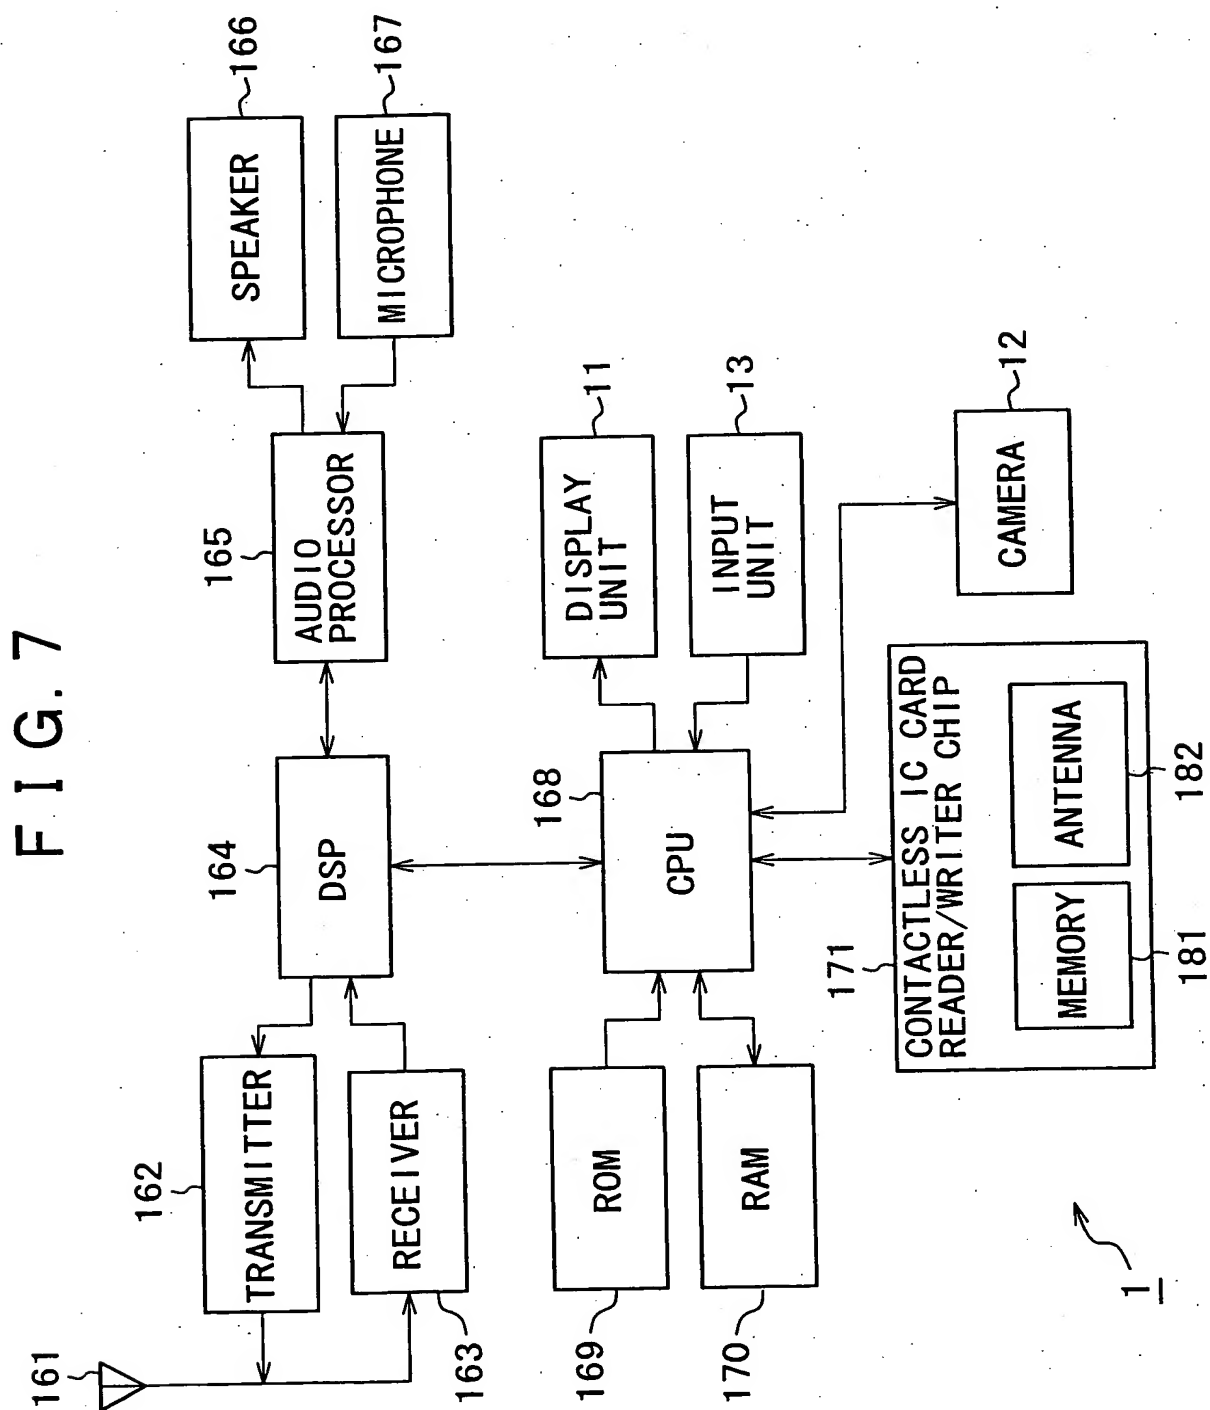 FIG. 7
161
162
TRANSMITTER
163
RECEIVER
164
DSP
165
AUDIO
PROCESSOR
166
SPEAKER
167
MICROPHONE
168
CPU
169
ROM
170
RAM
11
DISPLAY
UNIT
13
INPUT
UNIT
12
CAMERA
171
CONTACTLESS IC CARD
READER/WRITER CHIP
MEMORY
181
ANTENNA
182
1